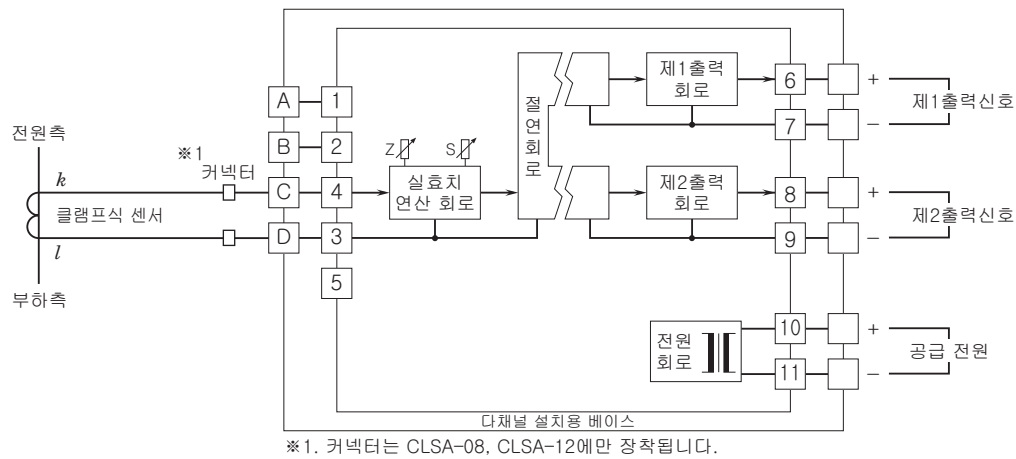 전원측
k
클램프식 센서
l
부하측
※1
커넥터
A
B
C
D
1
2
4
3
5
Z
S
실효치
연산 회로
절연회로
제1출력
회로
제2출력
회로
전원
회로
6
7
8
9
10
11
+
제1출력신호
−
+
제2출력신호
−
+
공급 전원
−
다채널 설치용 베이스
※1. 커넥터는 CLSA-08, CLSA-12에만 장착됩니다.